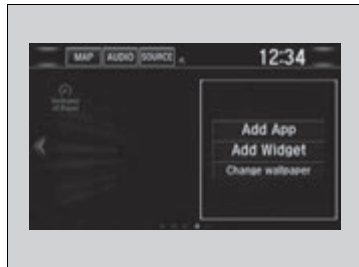 MAP AUDIO SOURCE 12:34
Add App
Add Widget
Change wallpaper